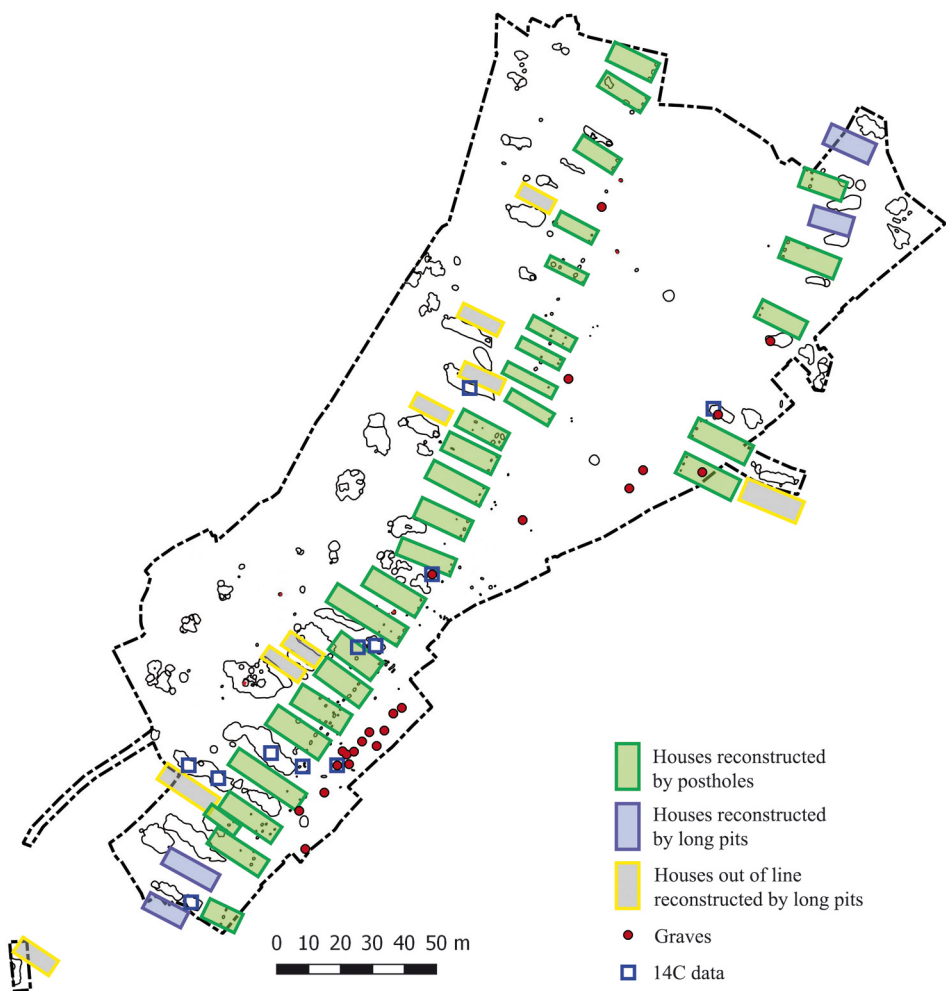 Houses reconstructed
by postholes
Houses reconstructed
by long pits
Houses out of line
reconstructed by long pits
Graves
14C data
0 10 20 30 40 50 m